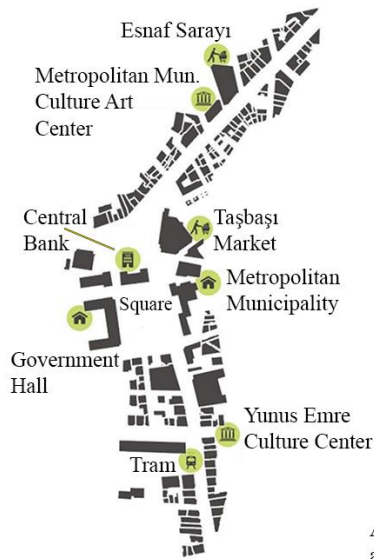 Esnaf Sarayı
Metropolitan Mun.
Culture Art
Center
Central
Bank
Taşbaşı
Market
Square
Metropolitan
Municipality
Government
Hall
Yunus Emre
Culture Center
Tram